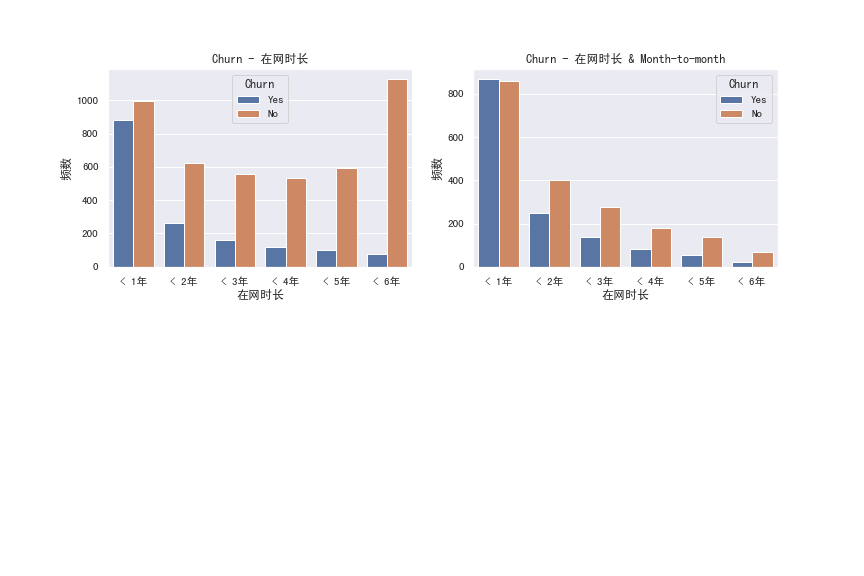 Churn - 在网时长
Churn
Yes
No
频数
1000
800
600
400
200
0
< 1年 < 2年 < 3年 < 4年 < 5年 < 6年
在网时长
Churn - 在网时长 & Month-to-month
Churn
Yes
No
频数
800
600
400
200
0
< 1年 < 2年 < 3年 < 4年 < 5年 < 6年
在网时长